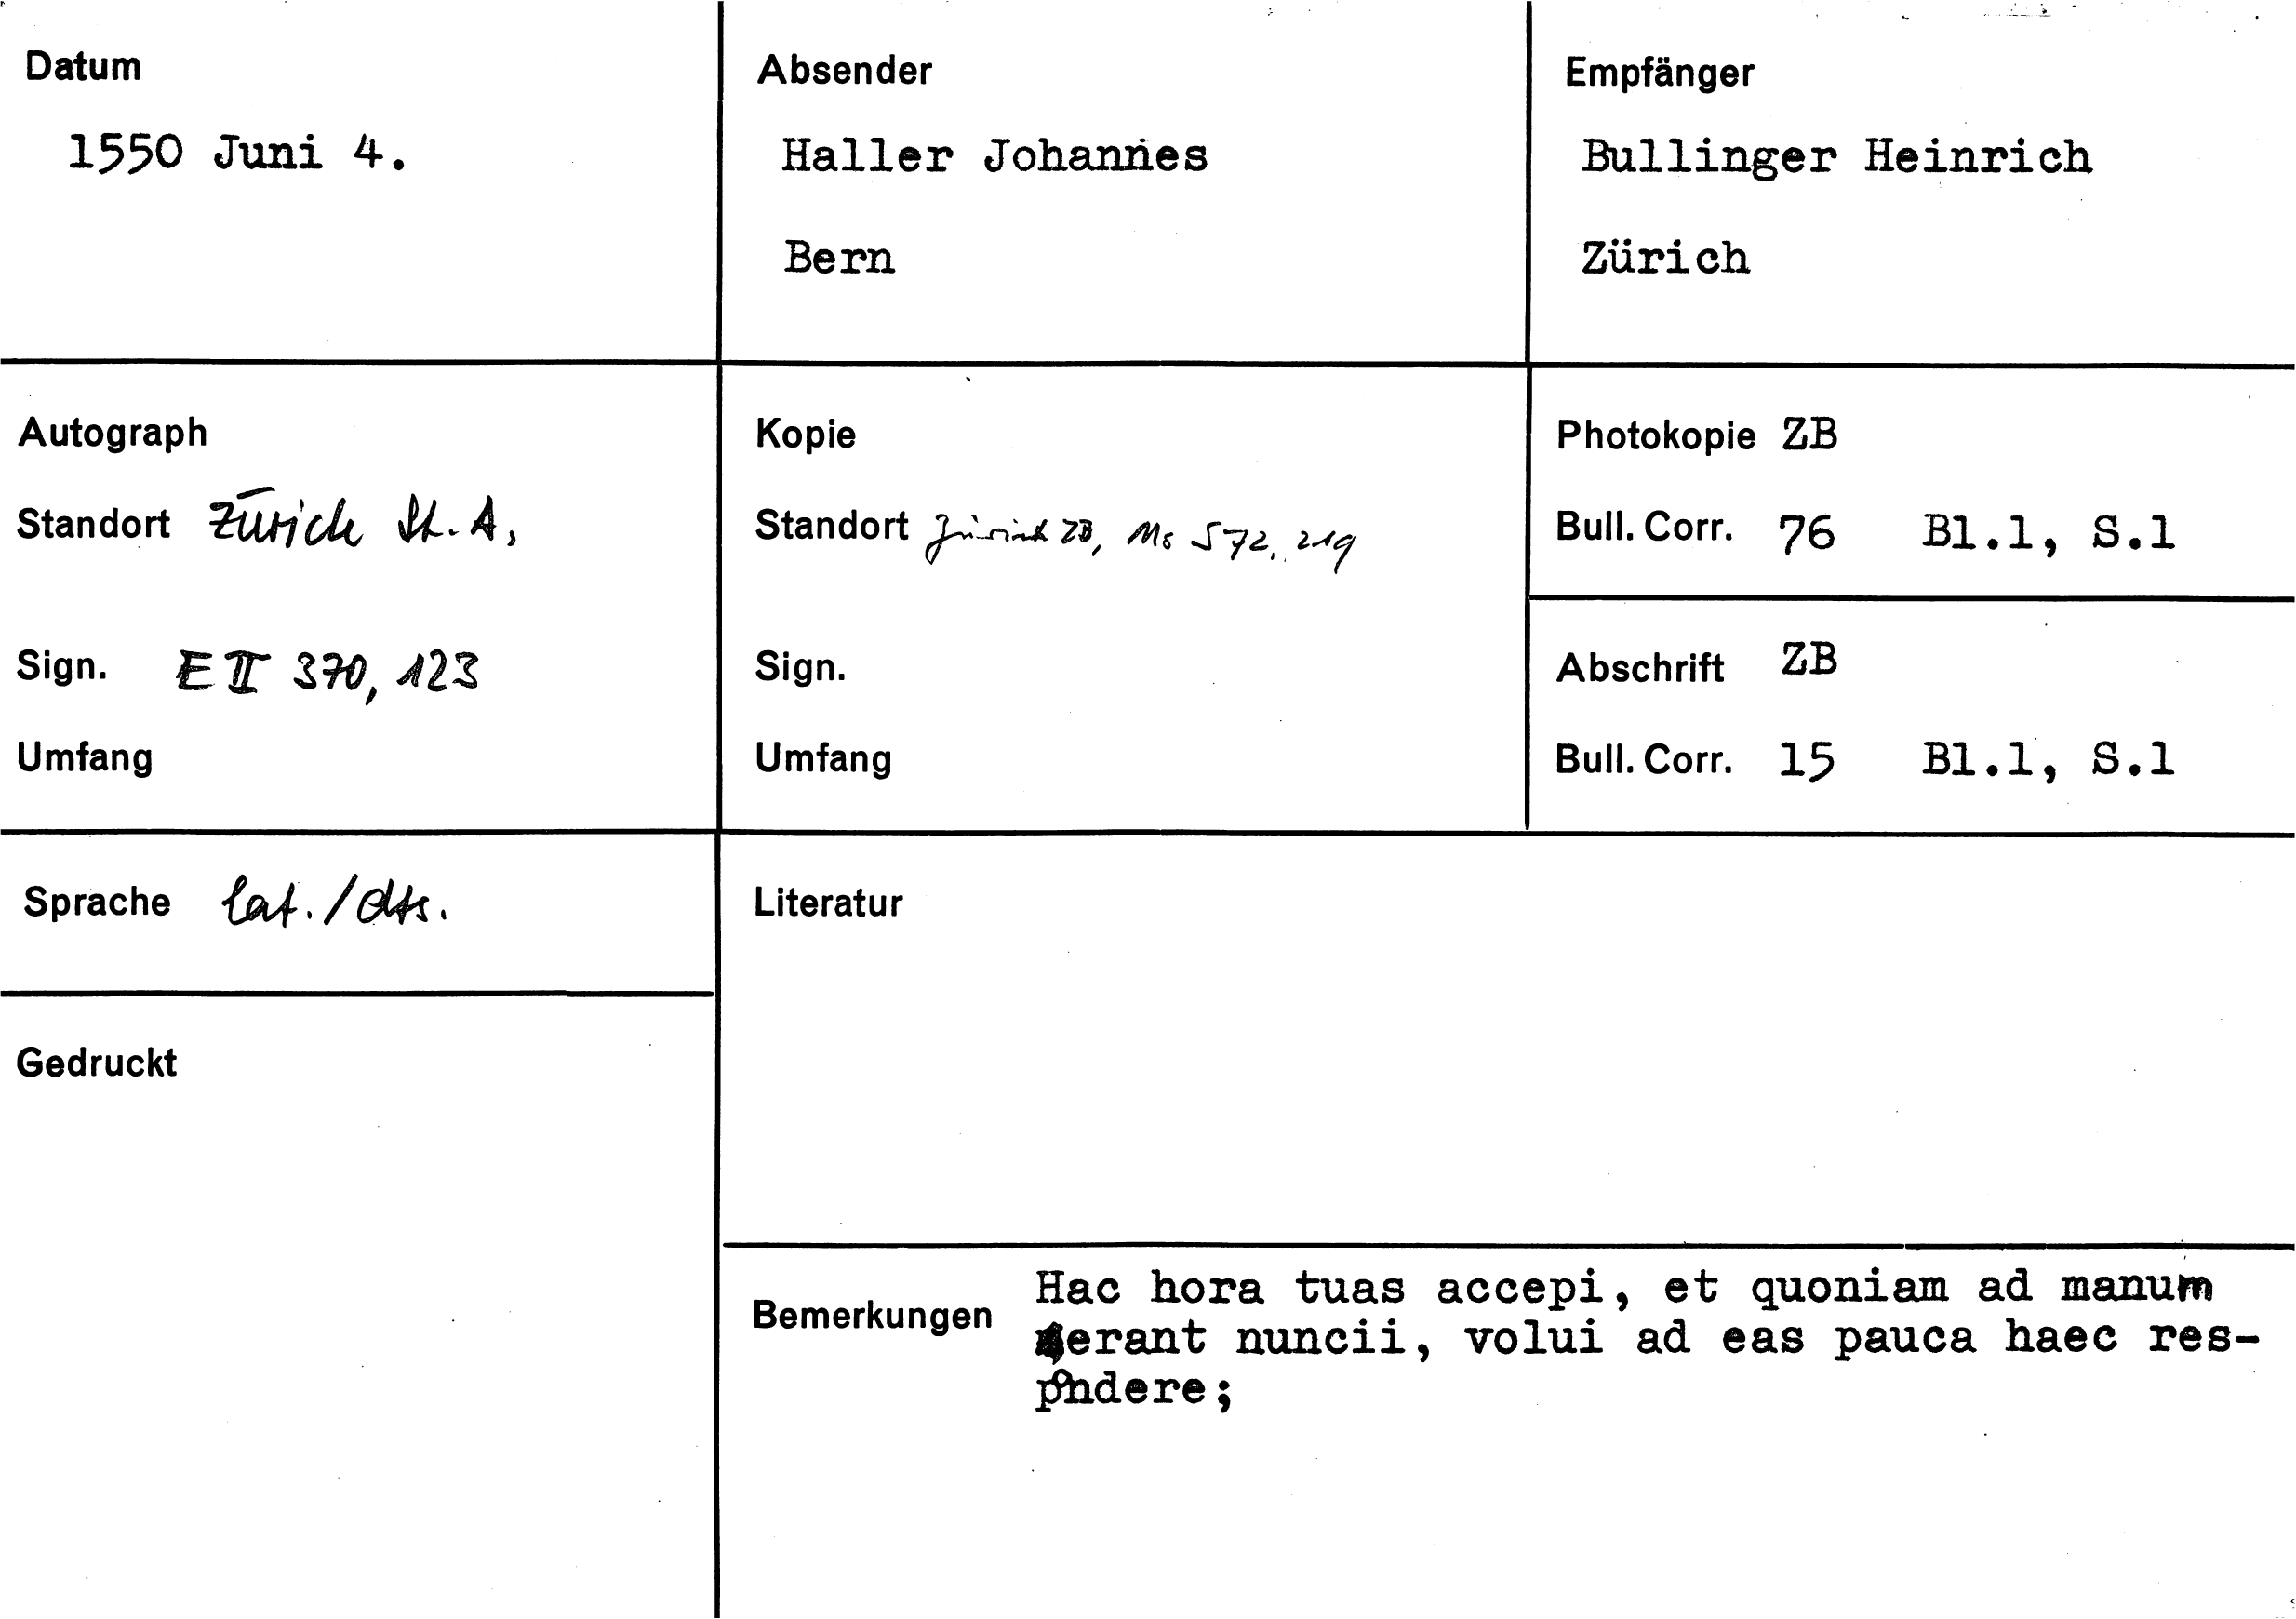 Datum
1550 Juni 4.
Absender
Haller Johannes
Bern
Empfänger
Bullinger Heinrich
Zürich
Autograph
Standort Zürich St.A,
Sign. E II 370, 123
Umfang
Kopie
Standort Zürich ZB, Ms S 72, 219
Sign.
Umfang
Photokopie ZB
Bull. Corr. 76 Bl.1, S.1
Abschrift ZB
Bull. Corr. 15 Bl.1, S.1
Sprache lat./dts.
Gedruckt
Literatur
Bemerkungen
Hac hora tuas accepi, et quoniam ad manum
erant nuncii, volui ad eas pauca haec res-
pondere;